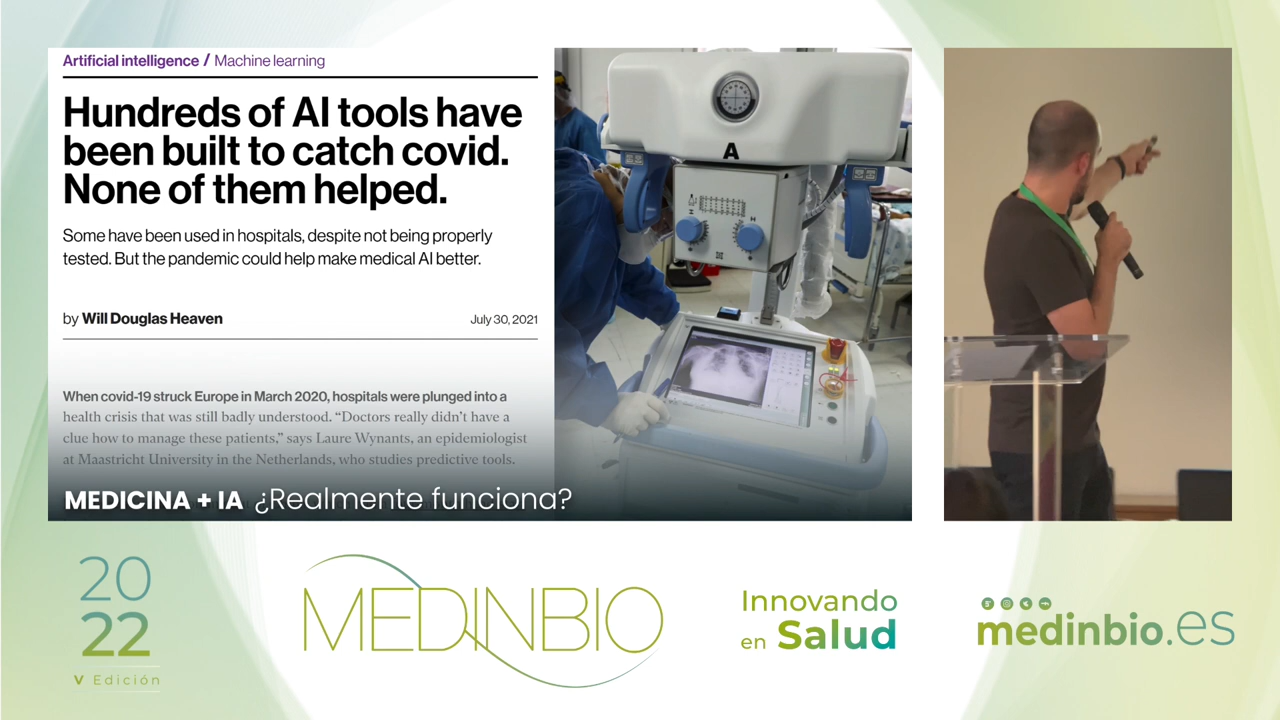 Artificial intelligence / Machine learning
Hundreds of AI tools have
been built to catch covid.
None of them helped.
Some have been used in hospitals, despite not being properly
tested. But the pandemic could help make medical AI better.
by Will Douglas Heaven
July 30, 2021
When covid-19 struck Europe in March 2020, hospitals were plunged into a
health crisis that was still badly understood. “Doctors really didn’t have a
clue how to manage these patients,” says Laure Wynants, an epidemiologist
at Maastricht University in the Netherlands, who studies predictive tools.
MEDICINA + IA ¿Realmente funciona?
A
2022
V Edición
MEDINBIO
Innovando
en Salud
medinbio.es